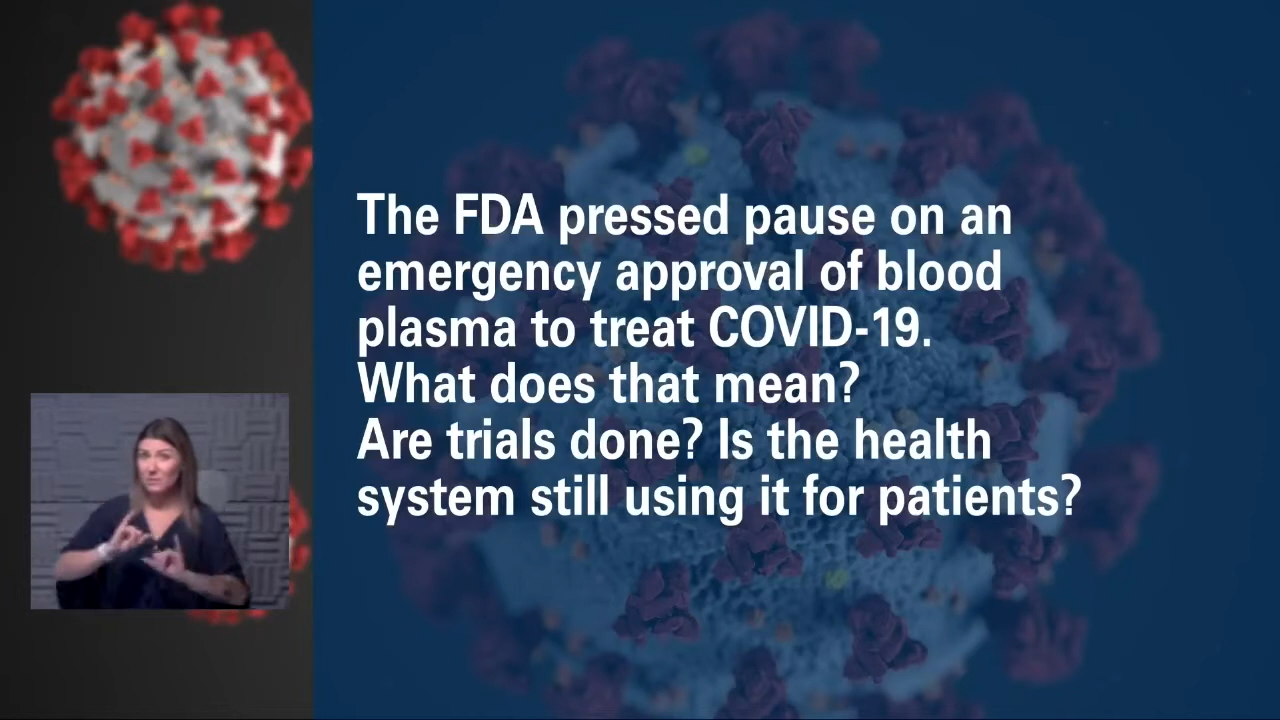 The FDA pressed pause on an
emergency approval of blood
plasma to treat COVID-19.
What does that mean?
Are trials done? Is the health
system still using it for patients?